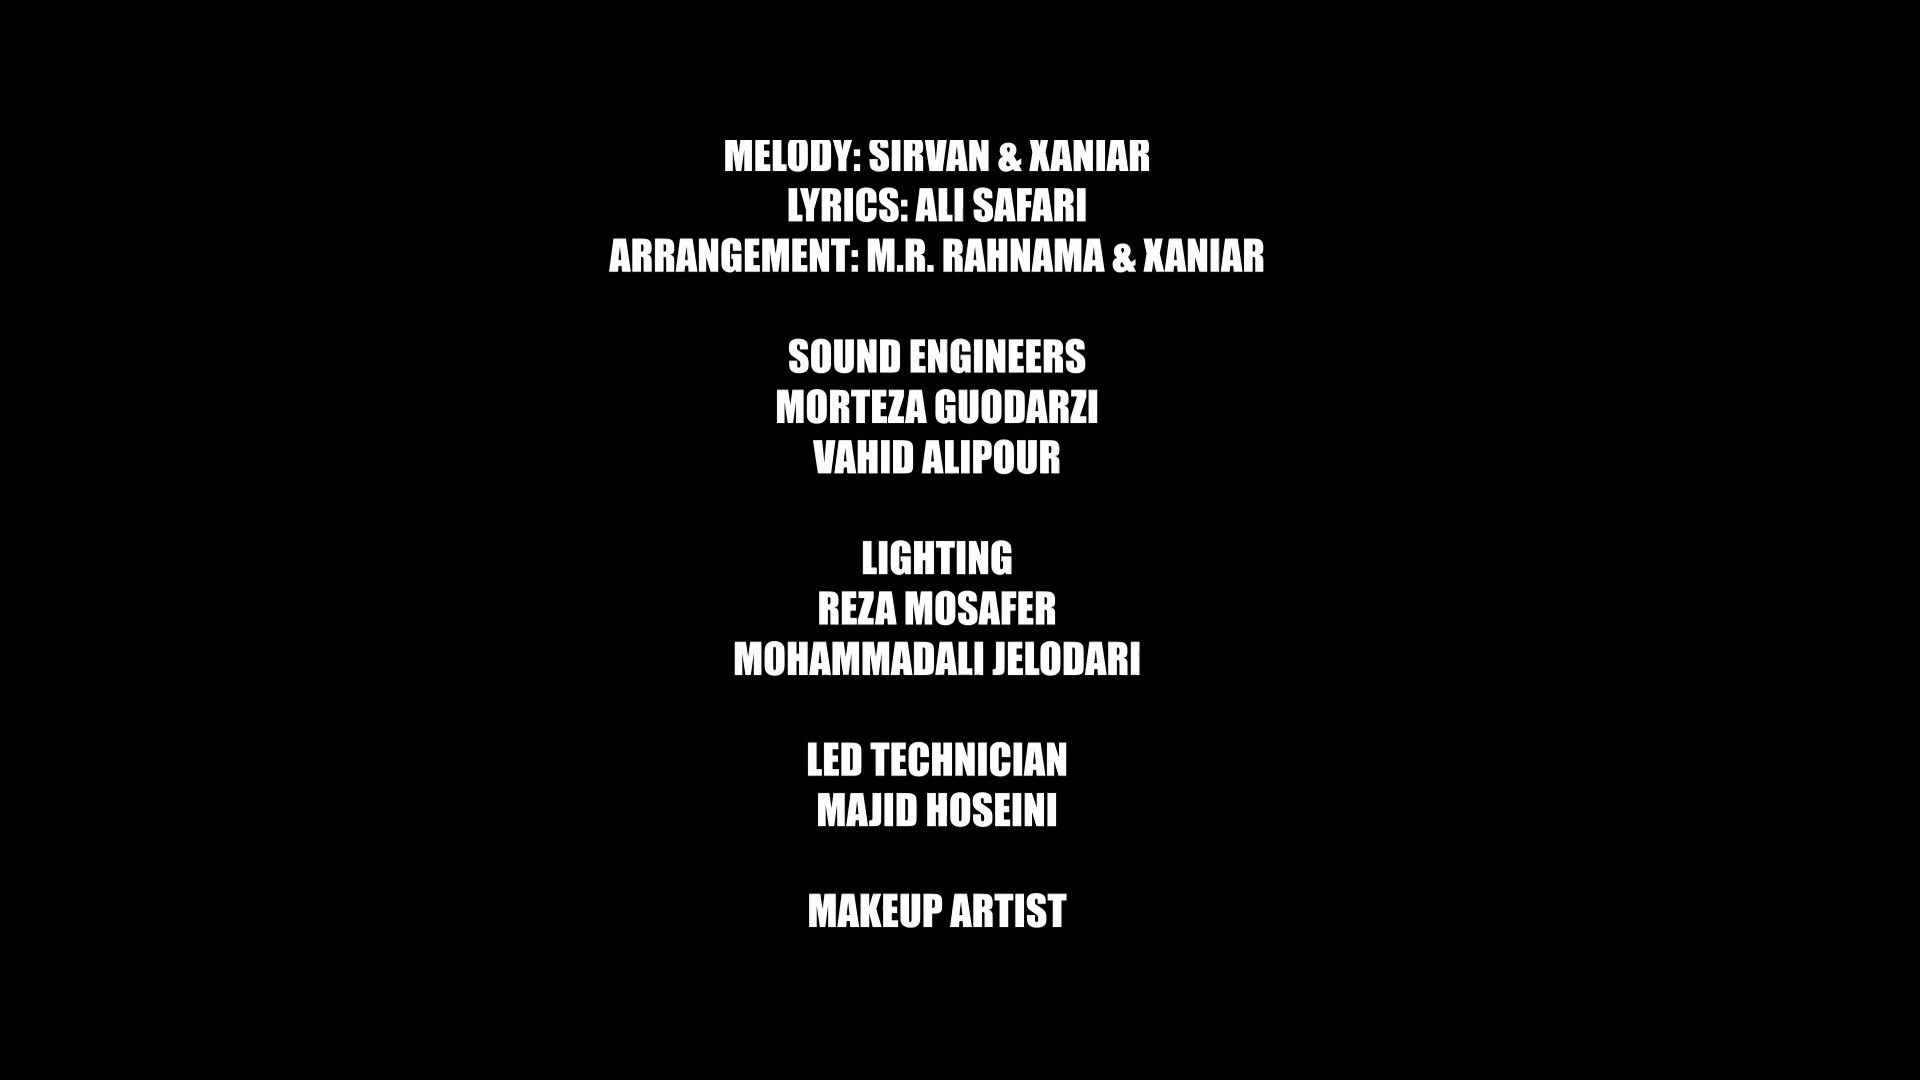 MELODY: SIRVAN & XANIAR
LYRICS: ALI SAFARI
ARRANGEMENT: M.R. RAHNAMA & XANIAR
SOUND ENGINEERS
MORTEZA GUODARZI
VAHID ALIPOUR
LIGHTING
REZA MOSAFER
MOHAMMADALI JELODARI
LED TECHNICIAN
MAJID HOSEINI
MAKEUP ARTIST